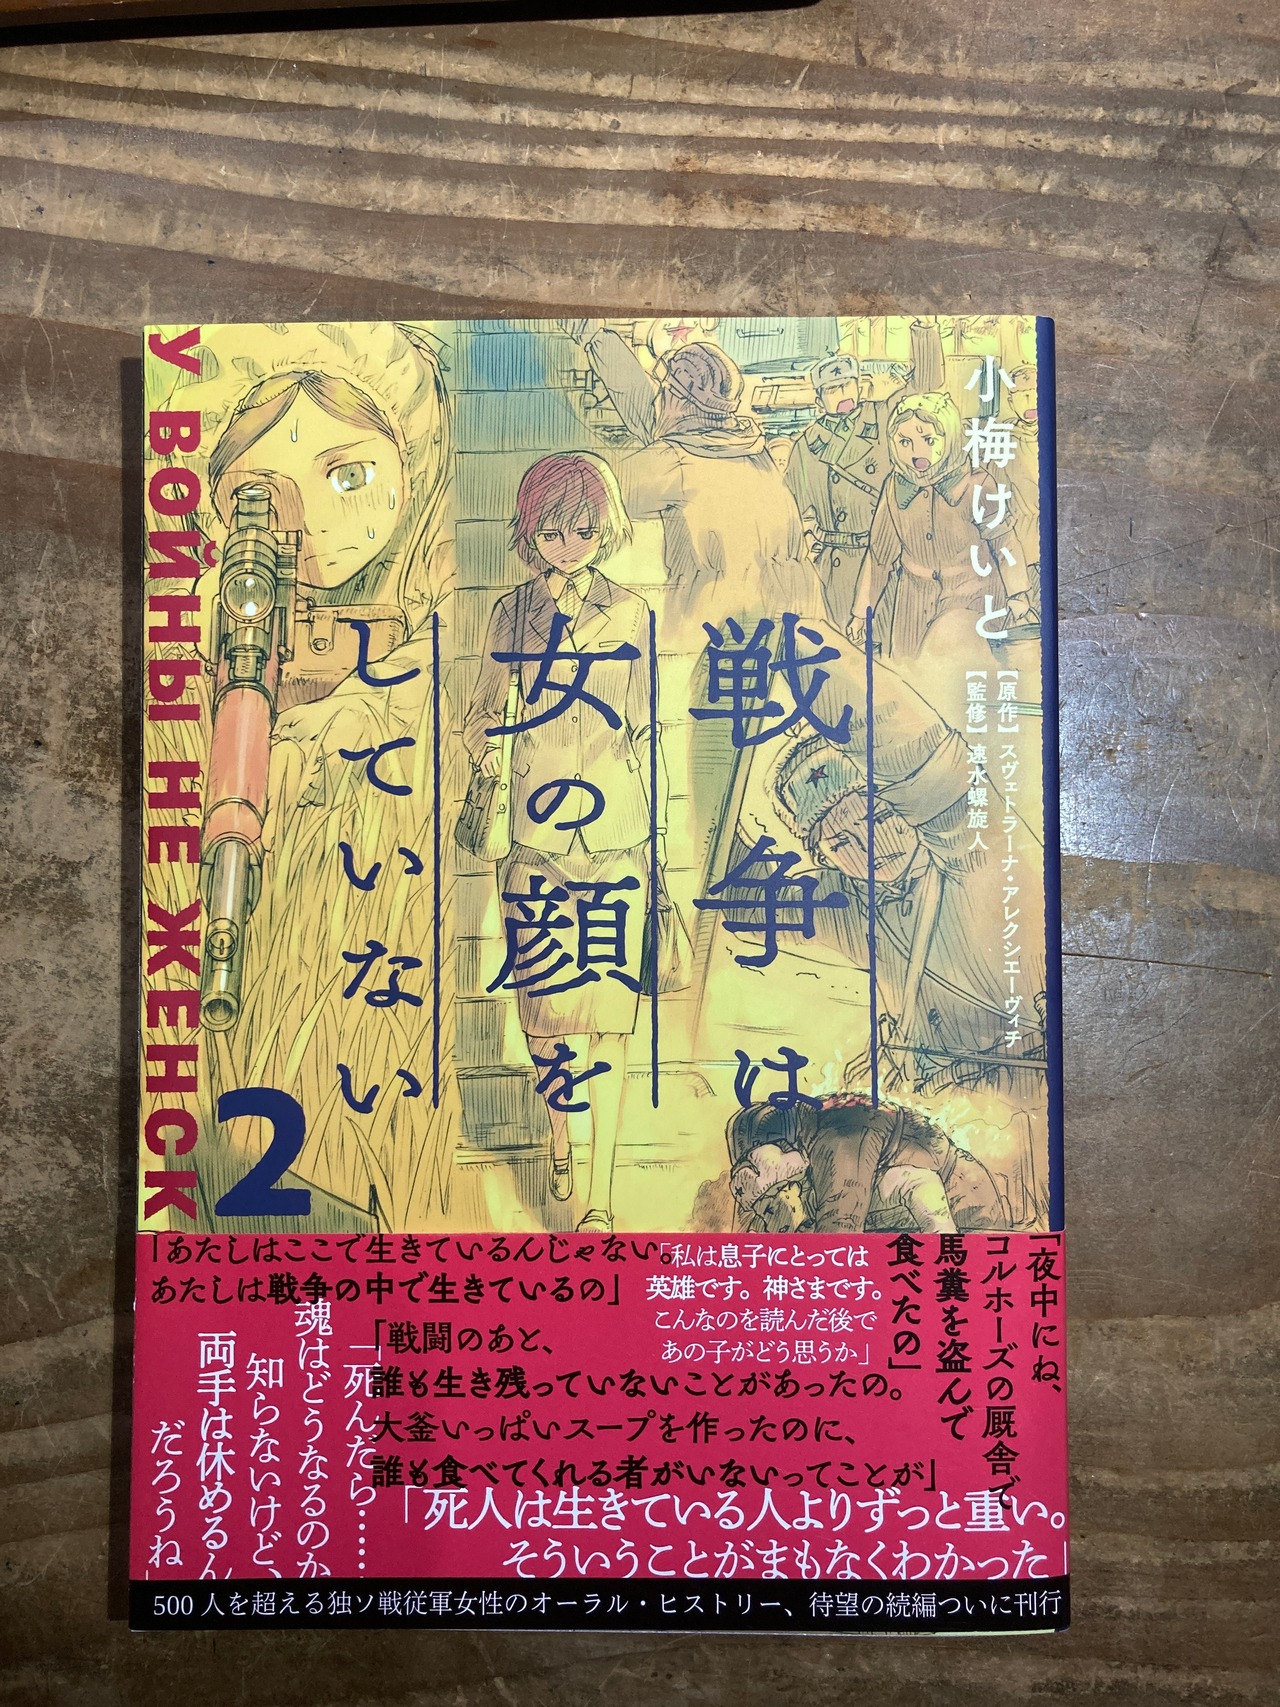 小梅けいと
【原作】スヴェトラーナ・アレクシエーヴィチ
【監修】速水螺旋人
戦争は
女の顔を
していない
2
У ВОЙНЫ НЕ ЖЕНСК
「夜中にね、
コルホーズの厩舎で
馬糞を盗んで
食べたの」
「私は息子にとっては
英雄です。神さまです。
こんなのを読んだ後で
あの子がどう思うか」
「あたしはここで生きているんじゃない。
あたしは戦争の中で生きているの」
「戦闘のあと、
誰も生き残っていないことがあったの。
大釜いっぱいスープを作ったのに、
誰も食べてくれる者がいないってことが」
「死んだら……
魂はどうなるのか
知らないけど、
両手は休めるん
だろうね
「死人は生きている人よりずっと重い。
そういうことがまもなくわかった」
500人を超える独ソ戦従軍女性のオーラル・ヒストリー、待望の続編ついに刊行